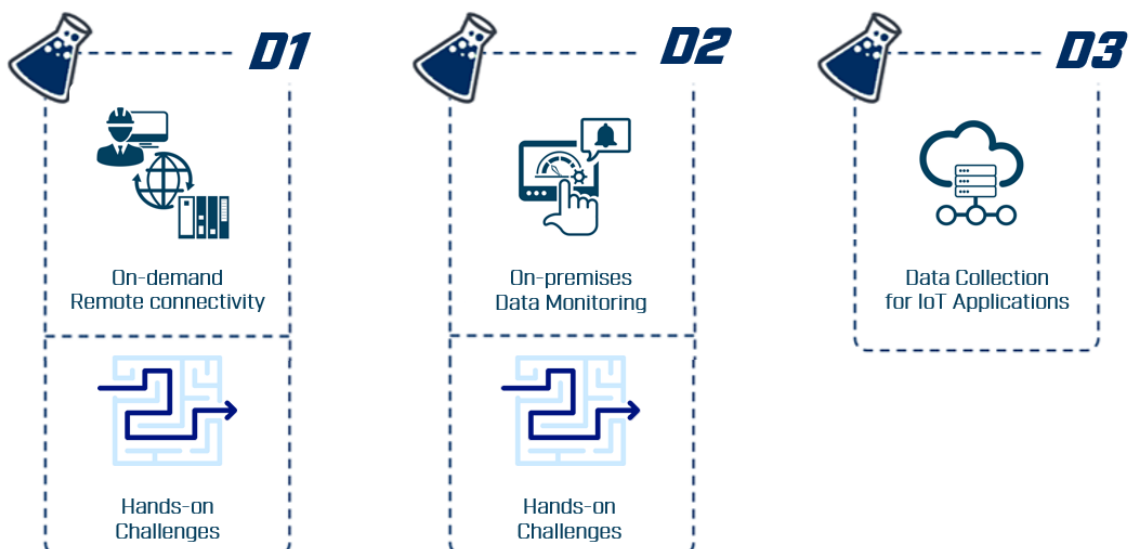 D1
On-demand
Remote connectivity
Hands-on
Challenges
D2
On-premises
Data Monitoring
Hands-on
Challenges
D3
Data Collection
for IoT Applications